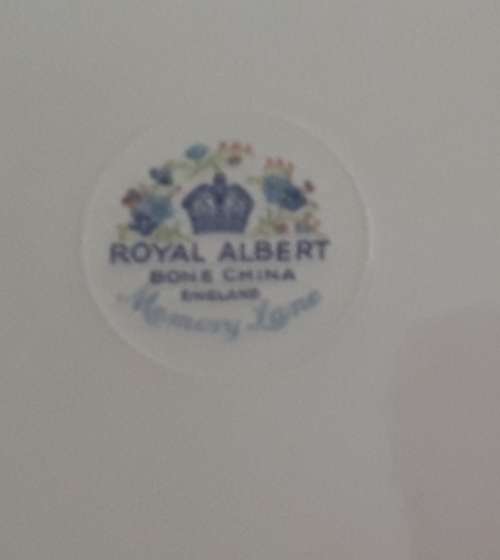 ROYAL ALBERT
BONE CHINA
ENGLAND
Memory Lane